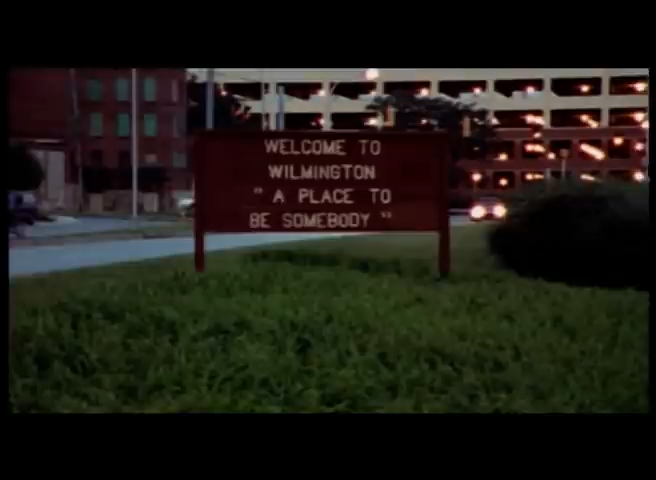 WELCOME TO
WILMINGTON
" A PLACE TO
BE SOMEBODY "